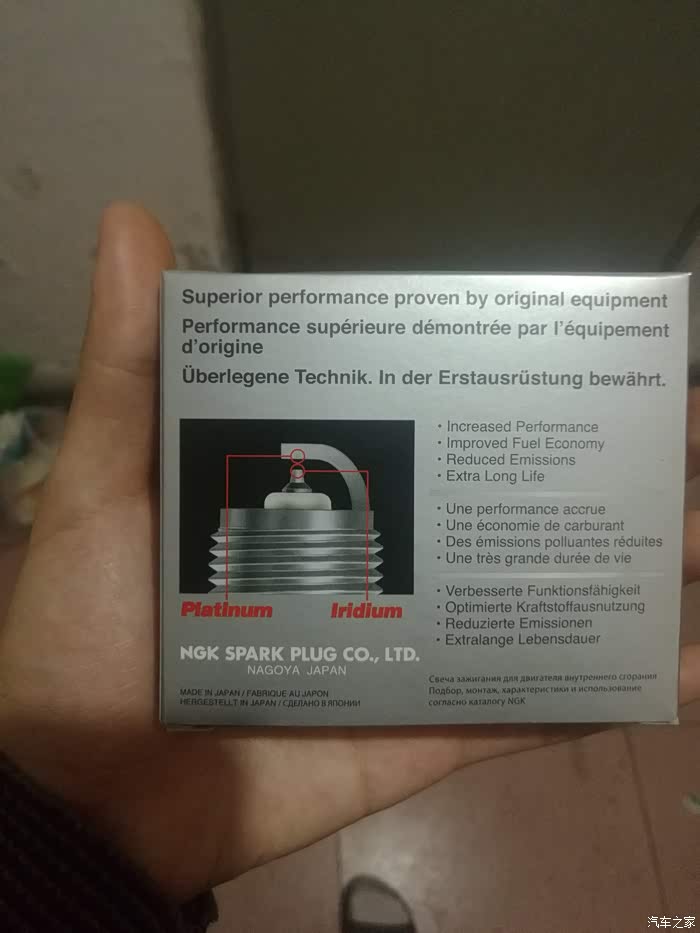 Superior performance proven by original equipment
Performance supérieure démontrée par l'équipement
d'origine
Überlegene Technik. In der Erstausrüstung bewährt.
· Increased Performance
· Improved Fuel Economy
· Reduced Emissions
· Extra Long Life
· Une performance accrue
· Une économie de carburant
· Des émissions polluantes réduites
· Une très grande durée de vie
· Verbesserte Funktionsfähigkeit
· Optimierte Kraftstoffausnutzung
· Reduzierte Emissionen
· Extralange Lebensdauer
Platinum Iridium
NGK SPARK PLUG CO., LTD.
NAGOYA JAPAN
MADE IN JAPAN / FABRIQUE AU JAPON
HERGESTELLT IN JAPAN / СДЕЛАНО В ЯПОНИИ
Свеча зажигания для двигателя внутреннего сгорания
Подбор, монтаж, характеристики и использование
согласно каталогу NGK
汽车之家